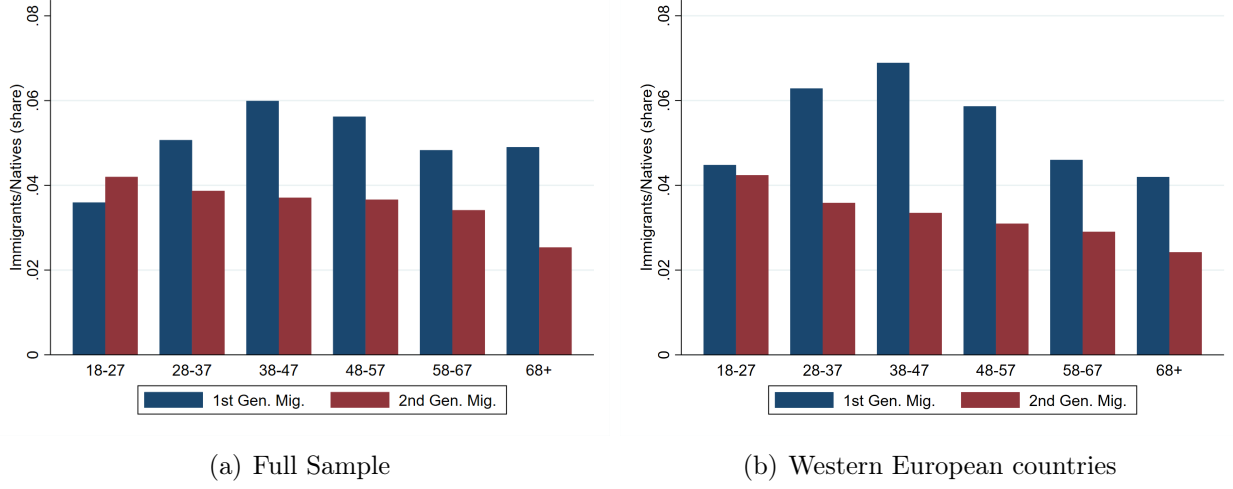 Immigrants/Natives (share)
.08
.06
.04
.02
0
18-27 28-37 38-47 48-57 58-67 68+
1st Gen. Mig. 2nd Gen. Mig.
(a) Full Sample
Immigrants/Natives (share)
.08
.06
.04
.02
0
18-27 28-37 38-47 48-57 58-67 68+
1st Gen. Mig. 2nd Gen. Mig.
(b) Western European countries